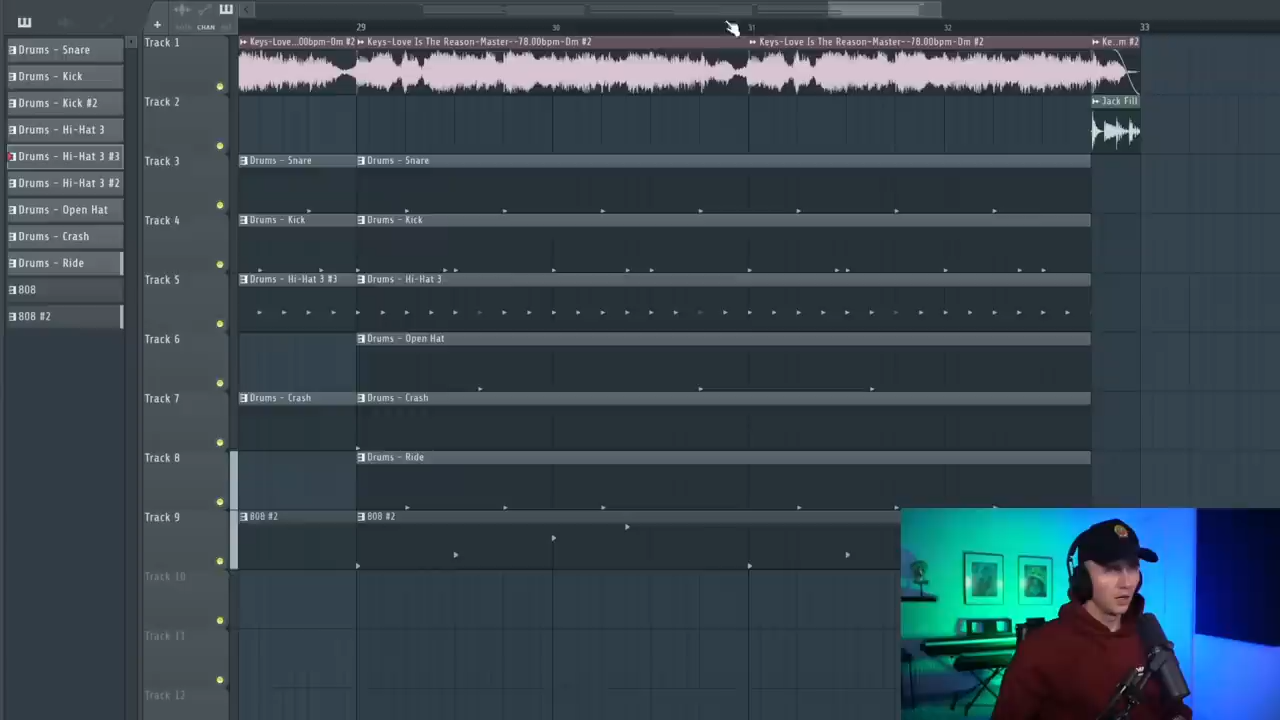 CHAN
29 30 31 32 33
Drums - Snare
Drums - Kick
Drums - Kick #2
Drums - Hi-Hat 3
Drums - Hi-Hat 3 #3
Drums - Hi-Hat 3 #2
Drums - Open Hat
Drums - Crash
Drums - Ride
808
808 #2
Track 1
Keys-Love...00bpm-Dm #2 Keys-Love Is The Reason-Master--78.00bpm-Dm #2 Keys-Love Is The Reason-Master--78.00bpm-Dm #2 Ke...m #2
Track 2
Jack Fill
Track 3
Drums - Snare Drums - Snare
Track 4
Drums - Kick Drums - Kick
Track 5
Drums - Hi-Hat 3 #3 Drums - Hi-Hat 3
Track 6
Drums - Open Hat
Track 7
Drums - Crash Drums - Crash
Track 8
Drums - Ride
Track 9
808 #2 808 #2
Track 10
Track 11
Track 12